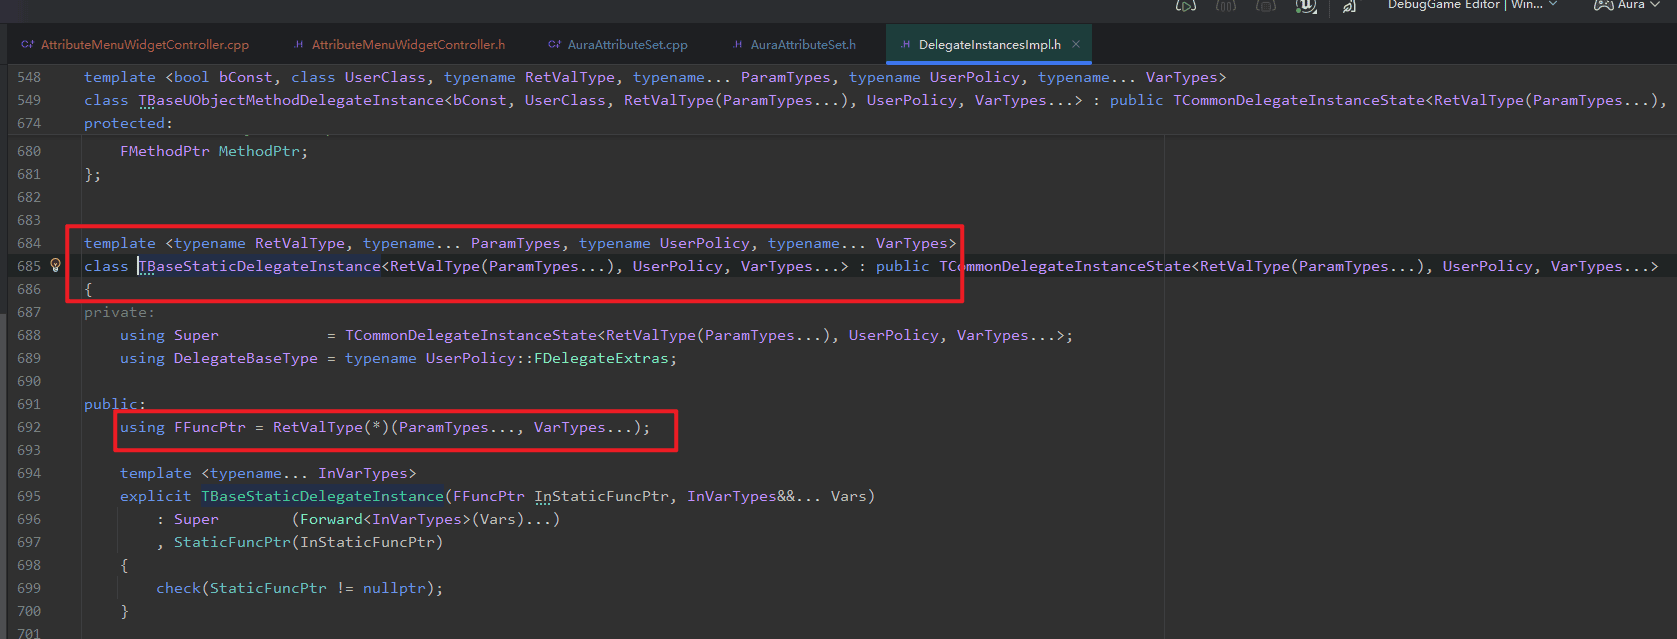 DebugGame Editor | Win...
Aura
AttributeMenuWidgetController.cpp
.H AttributeMenuWidgetController.h
AuraAttributeSet.cpp
.H AuraAttributeSet.h
.H DelegateInstancesImpl.h ×
548 template <bool bConst, class UserClass, typename RetValType, typename... ParamTypes, typename UserPolicy, typename... VarTypes>
549 class TBaseUObjectMethodDelegateInstance<bConst, UserClass, RetValType(ParamTypes...), UserPolicy, VarTypes...> : public TCommonDelegateInstanceState<RetValType(ParamTypes...),
674 protected:
680 FMethodPtr MethodPtr;
681 };
682
683
684 template <typename RetValType, typename... ParamTypes, typename UserPolicy, typename... VarTypes>
685 class TBaseStaticDelegateInstance<RetValType(ParamTypes...), UserPolicy, VarTypes...> : public TCommonDelegateInstanceState<RetValType(ParamTypes...), UserPolicy, VarTypes...>
686 {
687 private:
688 using Super = TCommonDelegateInstanceState<RetValType(ParamTypes...), UserPolicy, VarTypes...>;
689 using DelegateBaseType = typename UserPolicy::FDelegateExtras;
690
691 public:
692 using FFuncPtr = RetValType(*)(ParamTypes..., VarTypes...);
693
694 template <typename... InVarTypes>
695 explicit TBaseStaticDelegateInstance(FFuncPtr InStaticFuncPtr, InVarTypes&&... Vars)
696 : Super (Forward<InVarTypes>(Vars)...)
697 , StaticFuncPtr(InStaticFuncPtr)
698 {
699 check(StaticFuncPtr != nullptr);
700 }
701